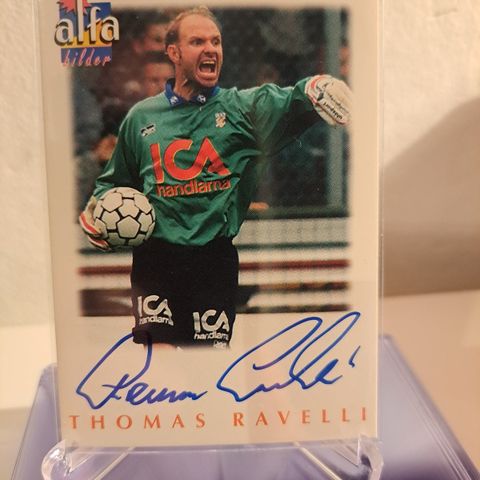 alfa
bilder
ICA
handlarna
ICA
handlarna
ICA
handlarna
THOMAS RAVELLI